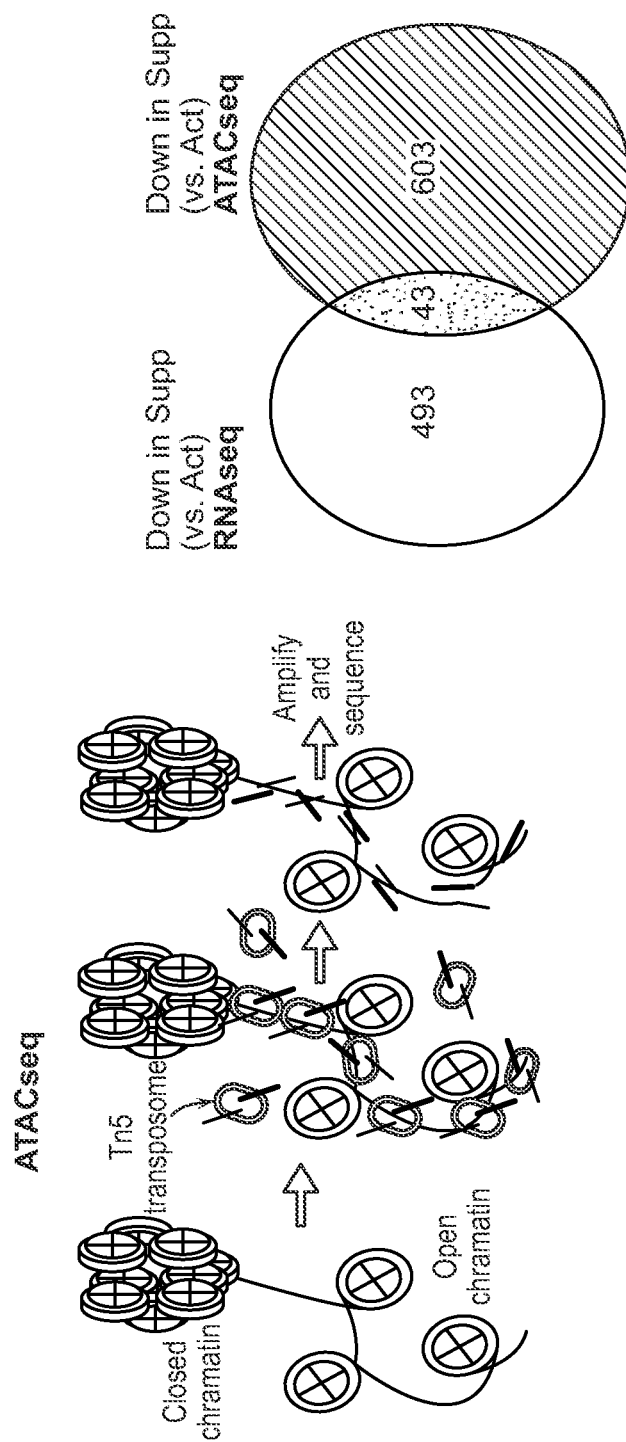 ATACseq
Closed
chramatin
Open
chramatin
Tn5
transposome
Amplify
and
sequence
Down in Supp
(vs. Act)
RNAseq
Down in Supp
(vs. Act)
ATACseq
493
43
603